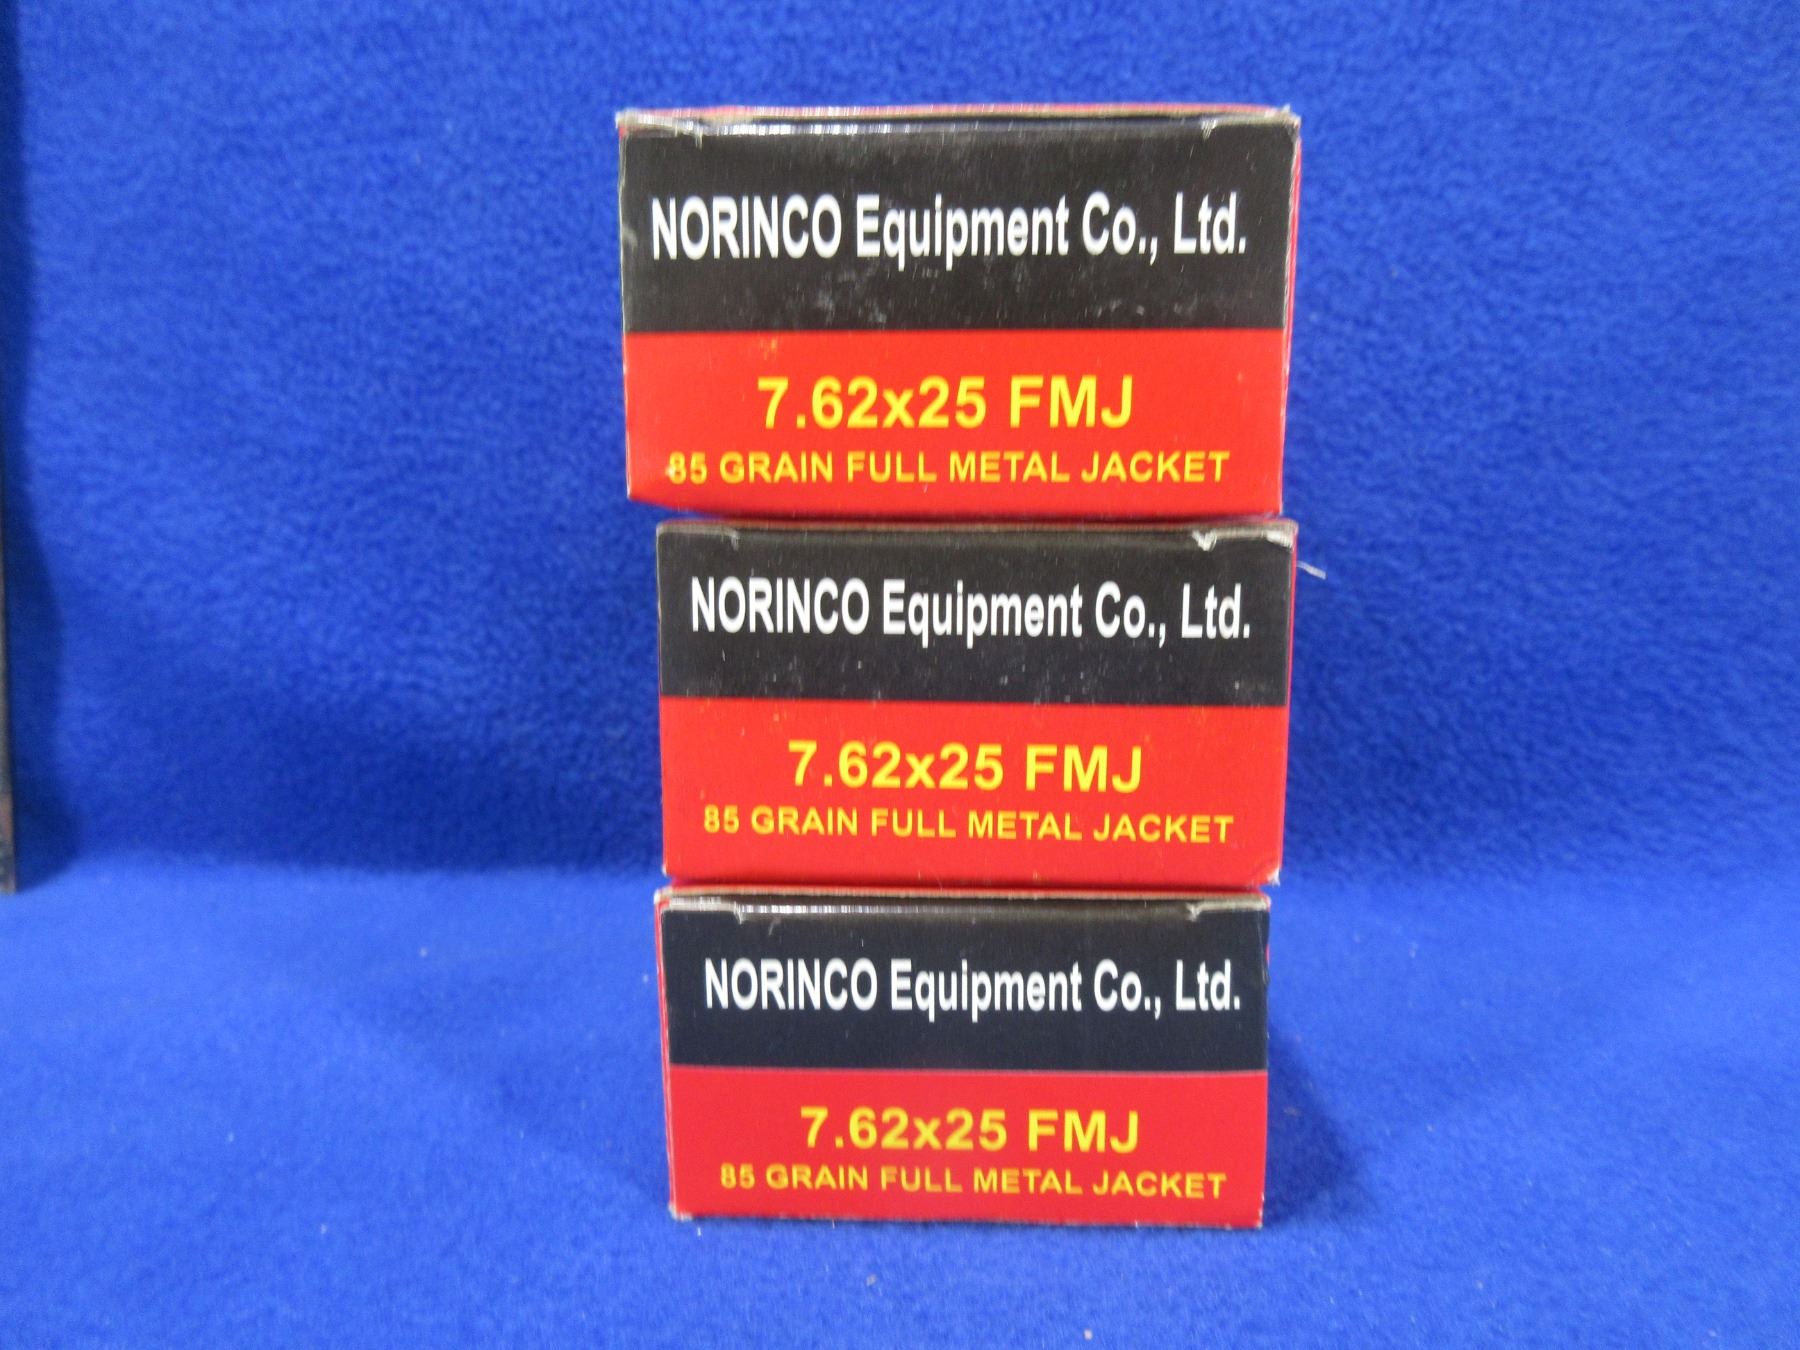 NORINCO Equipment Co., Ltd.
7.62x25 FMJ
85 GRAIN FULL METAL JACKET
NORINCO Equipment Co., Ltd.
7.62x25 FMJ
85 GRAIN FULL METAL JACKET
NORINCO Equipment Co., Ltd.
7.62x25 FMJ
85 GRAIN FULL METAL JACKET